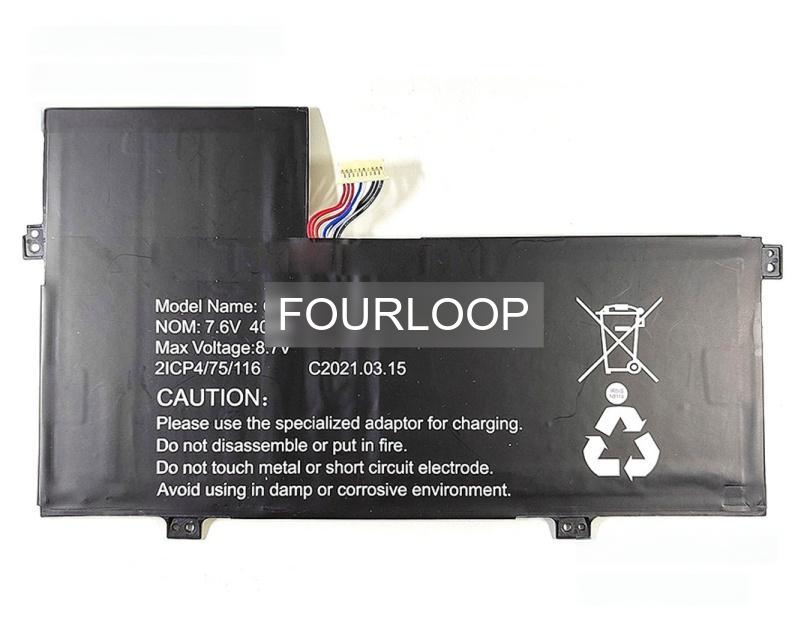 Model Name:
FOURLOOP
NOM: 7.6V 40
Max Voltage:8.7V
2ICP4/75/116 C2021.03.15
CAUTION:
Please use the specialized adaptor for charging.
Do not disassemble or put in fire.
Do not touch metal or short circuit electrode.
Avoid using in damp or corrosive environment.